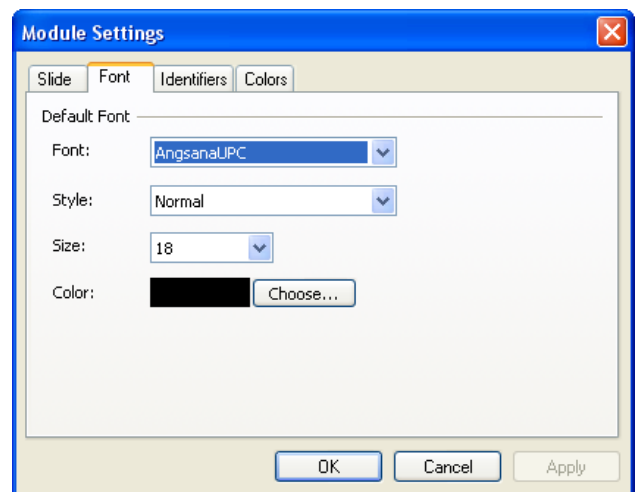 Module Settings
Slide Font Identifiers Colors
Default Font
Font: AngsanaUPC
Style: Normal
Size: 18
Color: Choose...
OK Cancel Apply